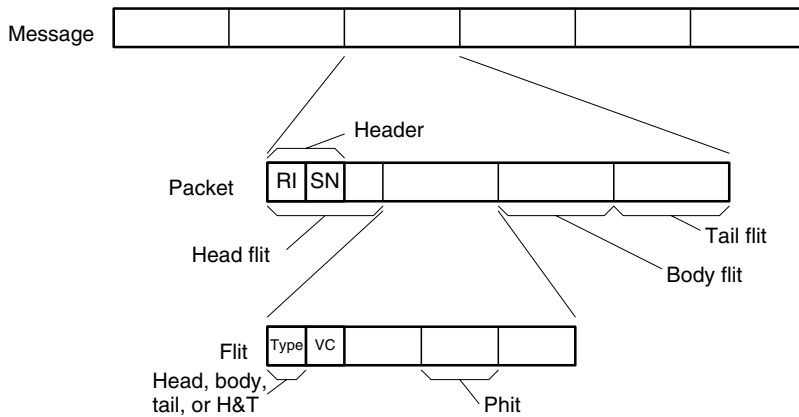 Message
Header
Packet
RI
SN
Head flit
Tail flit
Body flit
Flit
Type
VC
Head, body,
tail, or H&T
Phit